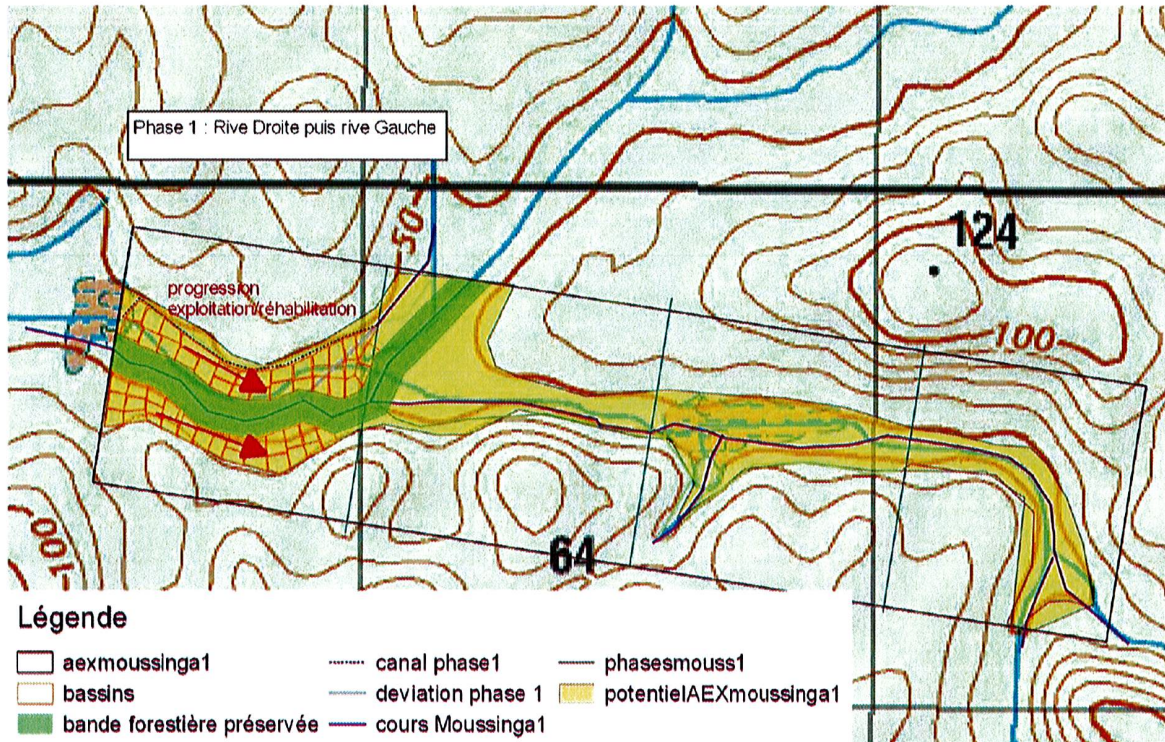 Phase 1 : Rive Droite puis rive Gauche
50
124
progression
exploitation/réhabilitation
100
64
100
Légende
aexmoussinga1
bassins
bande forestière préservée
canal phase1
deviation phase 1
cours Moussinga1
phasesmouss1
potentielAEXmoussinga1